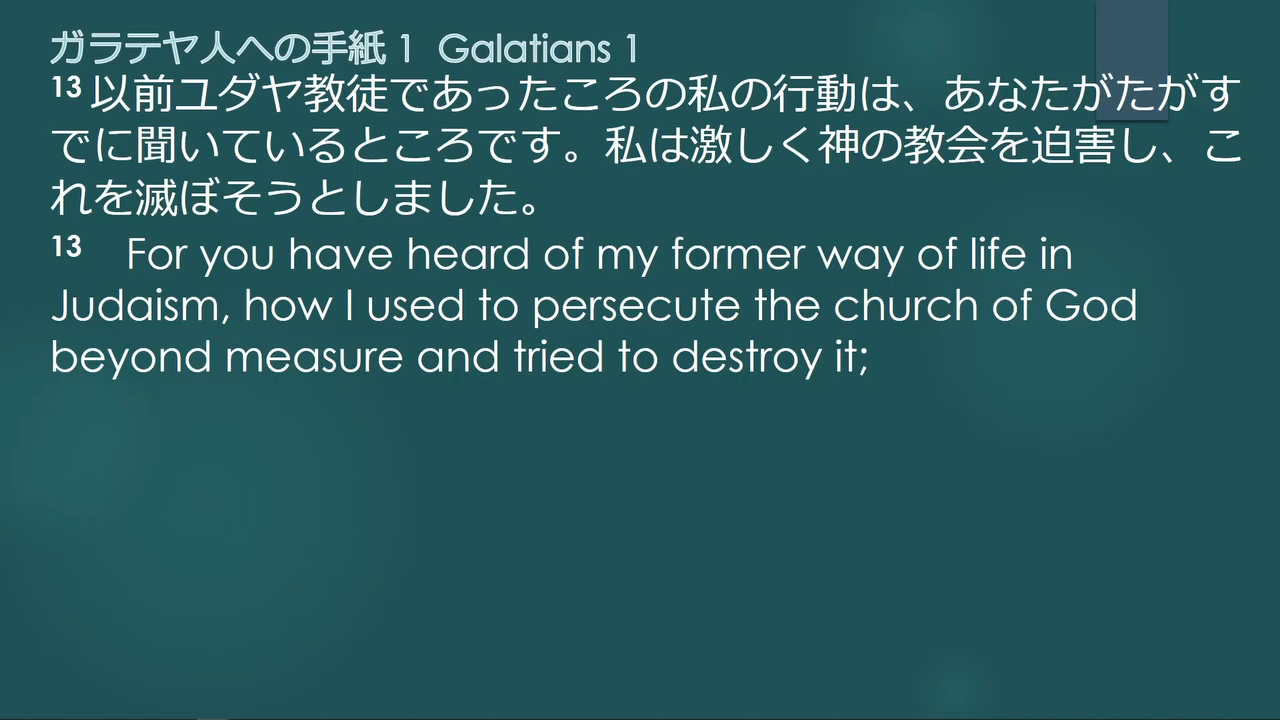 ガラテヤ人への手紙 1 Galatians 1
13 以前ユダヤ教徒であったころの私の行動は、あなたがたがす
でに聞いているところです。私は激しく神の教会を迫害し、こ
れを滅ぼそうとしました。
13 For you have heard of my former way of life in
Judaism, how I used to persecute the church of God
beyond measure and tried to destroy it;